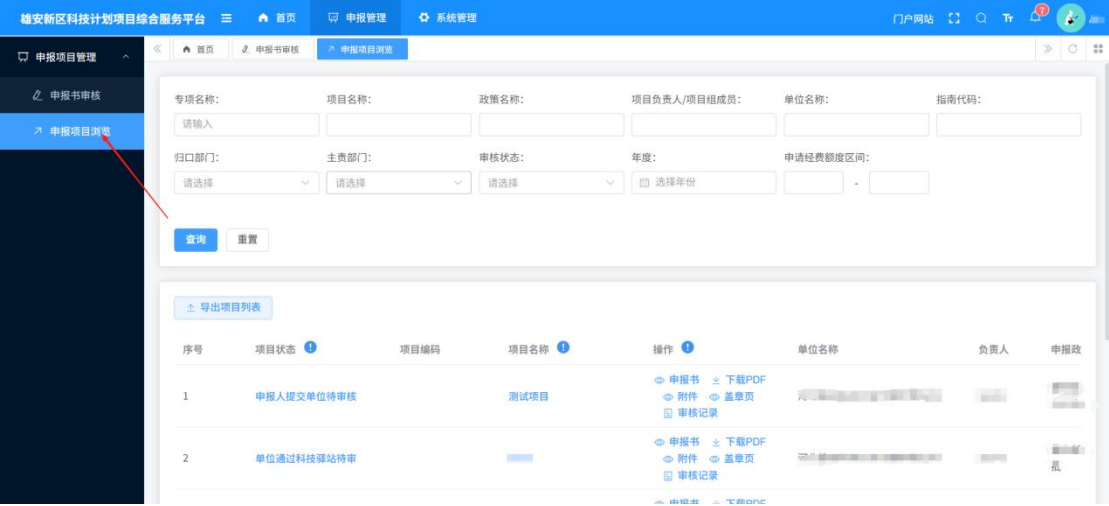 雄安新区科技计划项目综合服务平台 首页 申报管理 系统管理 门户网站 7
申报项目管理 首页 申报书审核 申报项目浏览
申报书审核
申报项目浏览
专项名称: 项目名称: 政策名称: 项目负责人/项目组成员: 单位名称: 指南代码:
请输入
归口部门: 主责部门: 审核状态: 年度: 申请经费额度区间:
请选择 请选择 请选择 选择年份 -
查询 重置
导出项目列表
序号 项目状态 项目编码 项目名称 操作 单位名称 负责人 申报政
1 申报人提交单位待审核 测试项目 申报书 下载PDF
附件 盖章页
审核记录
2 单位通过科技驿站待审 申报书 下载PDF
附件 盖章页
审核记录
申报书 下载PDF